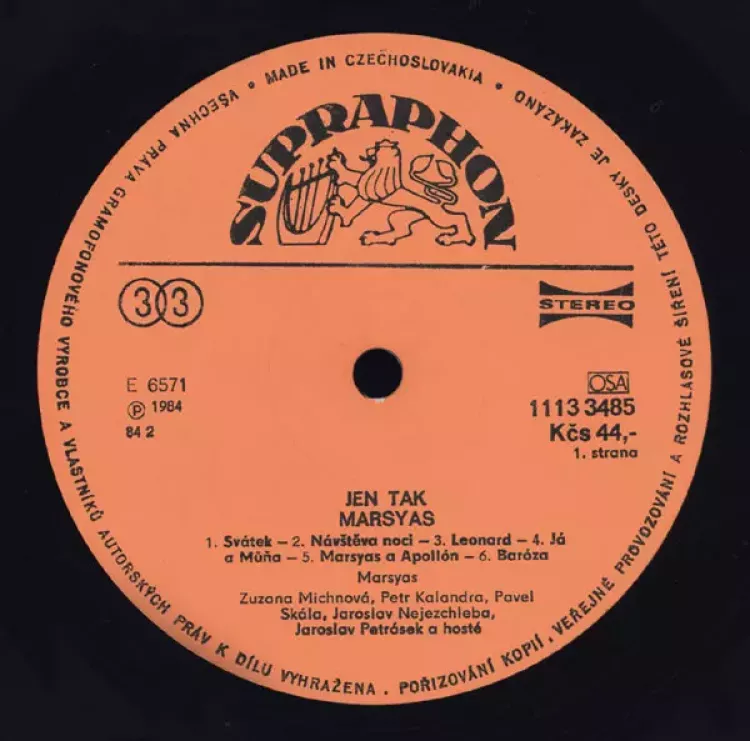 VŠECHNA PRÁVA GRAMOFONOVÉHO VÝROBCE A VLASTNÍKŮ AUTORSKÝCH PRÁV K DÍLU VYHRAŽENA . POŘIZOVÁNÍ KOPIÍ . VEŘEJNÉ PROVOZOVÁNÍ A ROZHLASOVÉ ŠÍŘENÍ TÉTO DESKY JE ZAKÁZÁNO
• MADE IN CZECHOSLOVAKIA •
SUPRAPHON
33
STEREO
E 6571
℗ 1984
84 2
OSA
1113 3485
Kčs 44,-
1. strana
JEN TAK
MARSYAS
1. Svátek – 2. Návštěva noci – 3. Leonard – 4. Já
a Můňa – 5. Marsyas a Apollón – 6. Baróza
Marsyas
Zuzana Michnová, Petr Kalandra, Pavel
Skála, Jaroslav Nejezchleba,
Jaroslav Petrásek a hosté